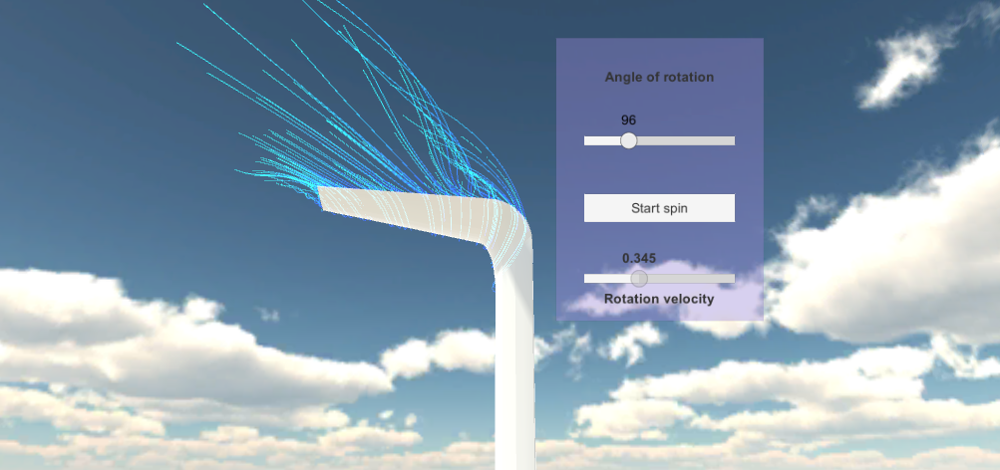 Angle of rotation
96
Start spin
0.345
Rotation velocity